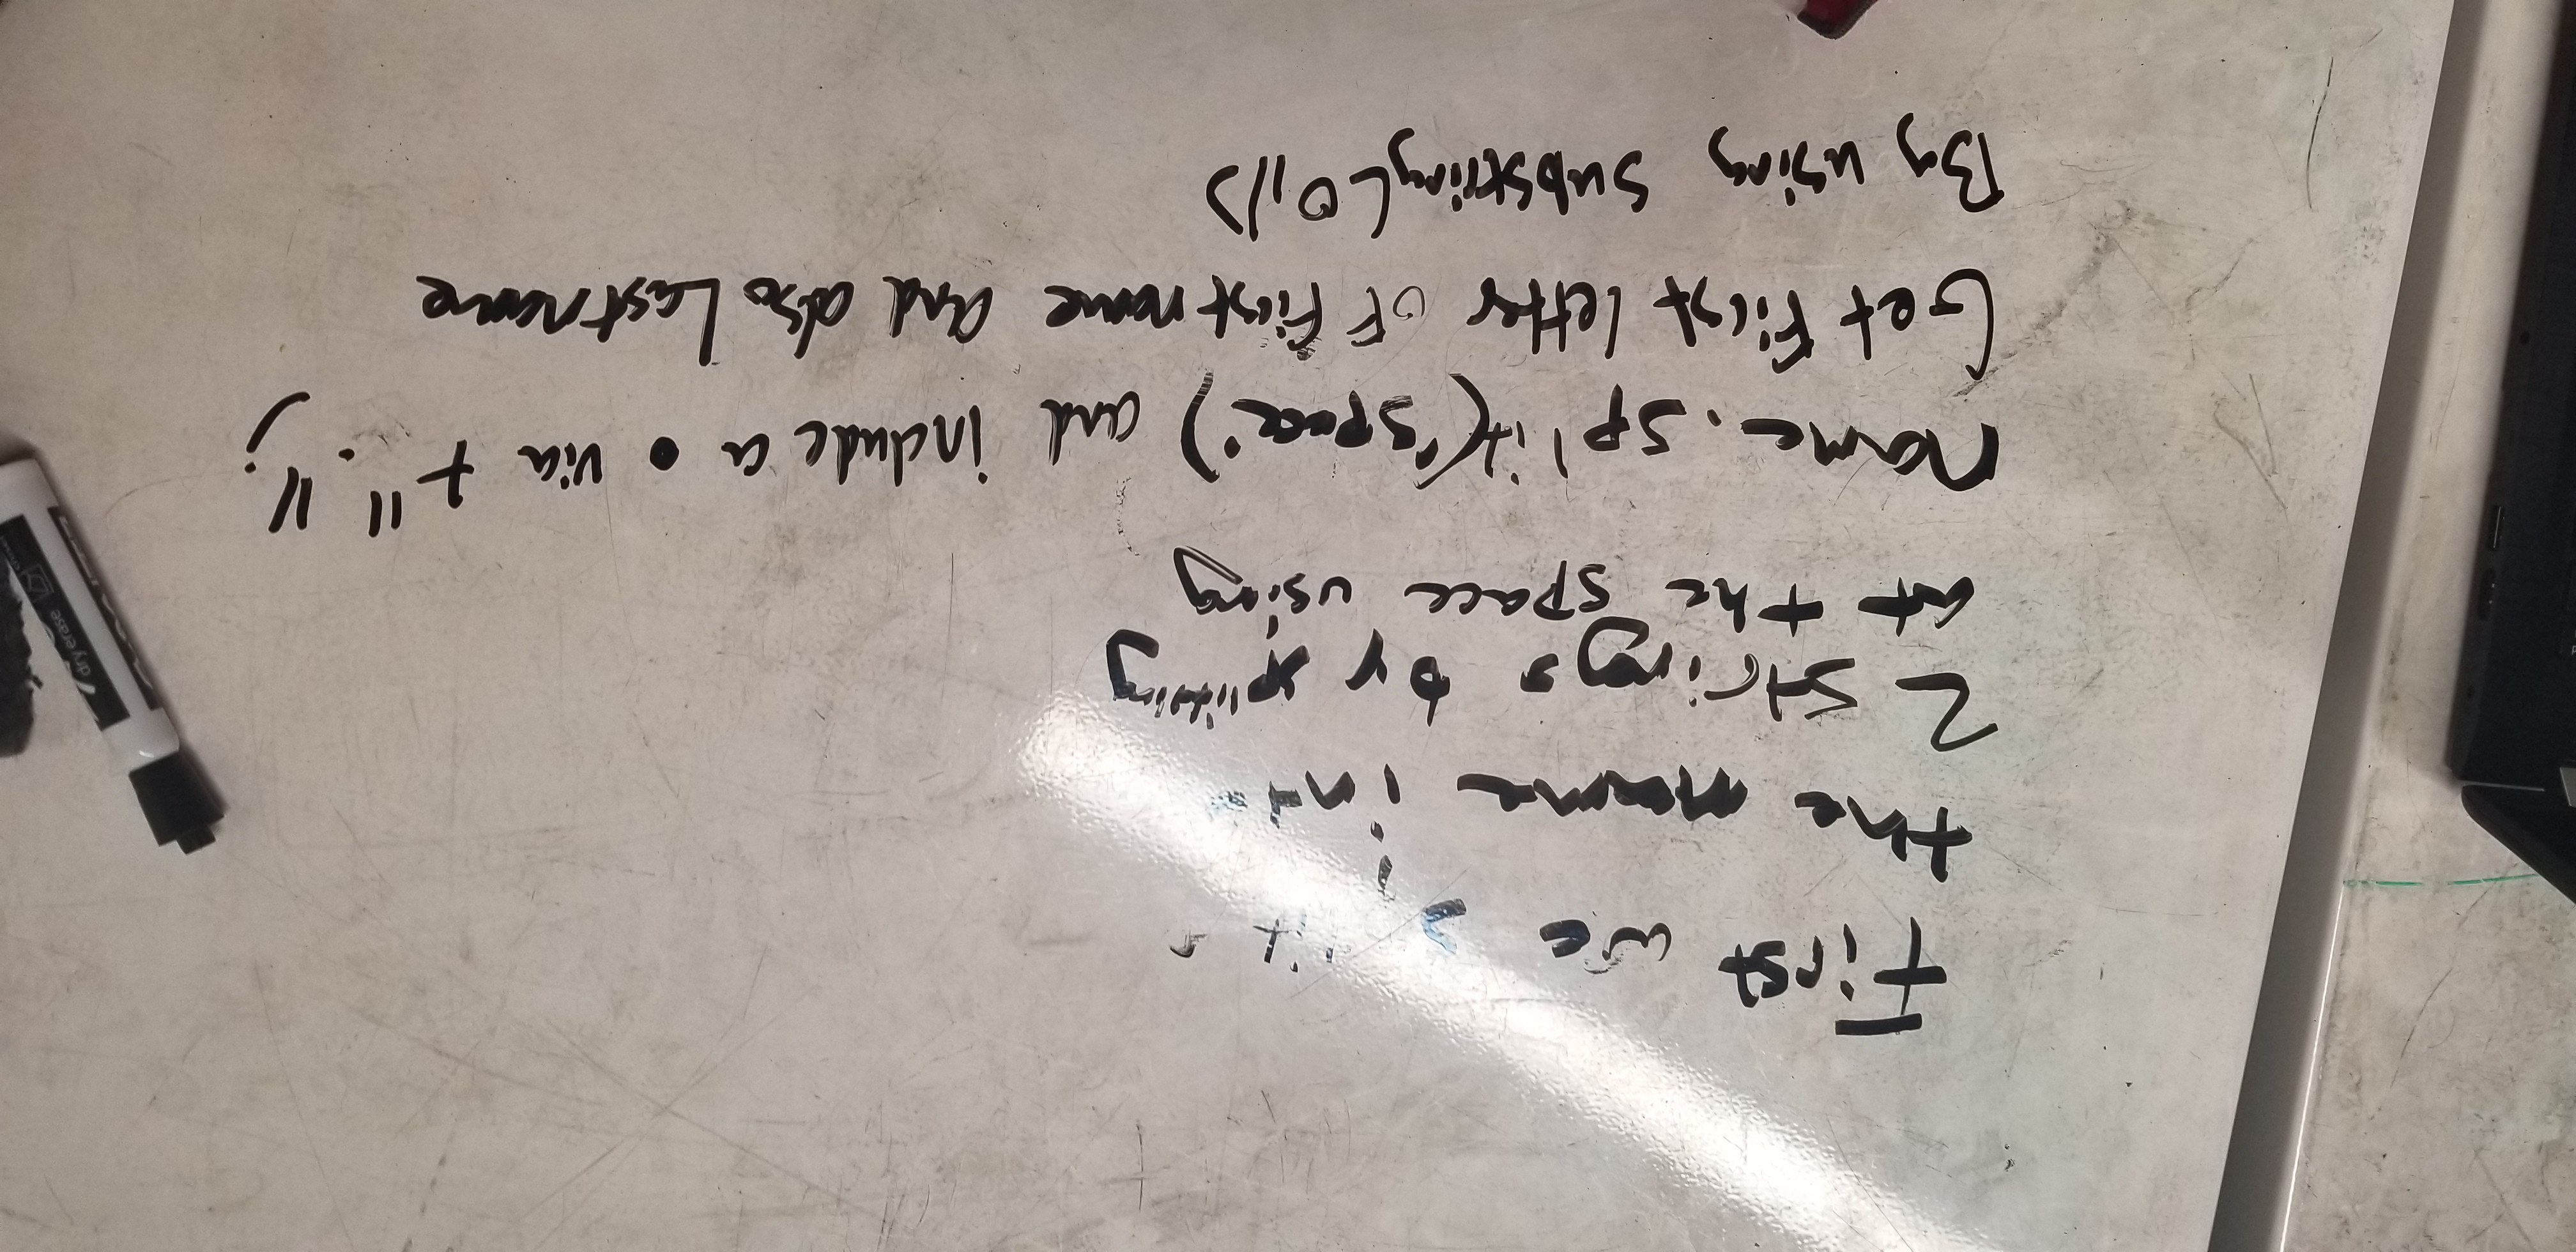 First we split
the name into
2 strings by splitting
at the space using
name.split('space') and include a • via +".";
Get First letter of first name and also Lastname
By using substring(0,1)
dry erase